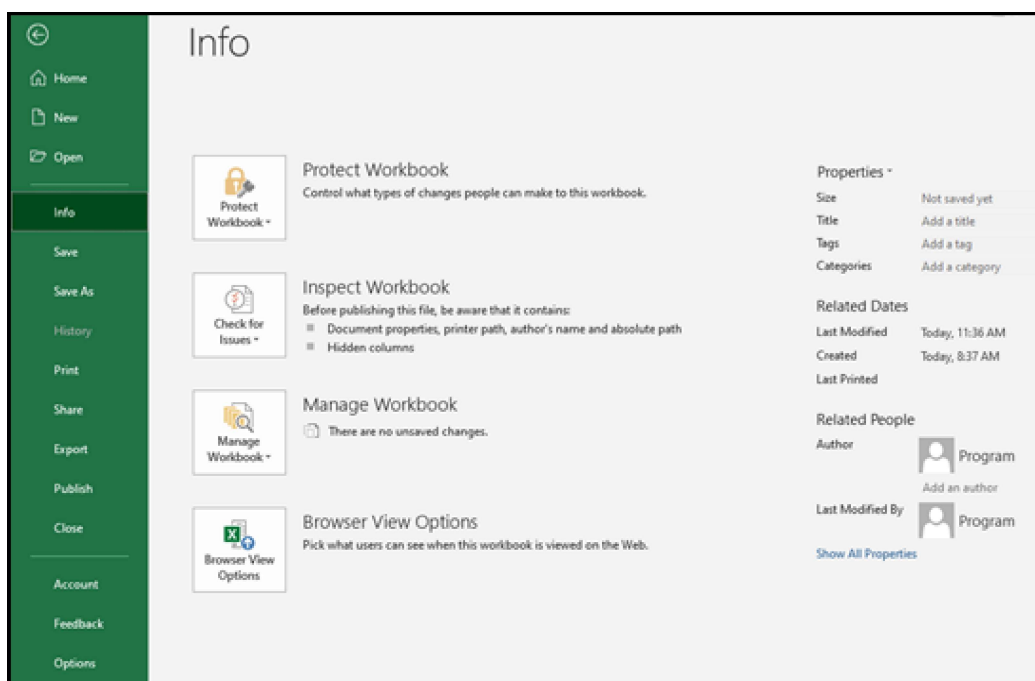 Info
Home
New
Open
Info
Save
Save As
History
Print
Share
Export
Publish
Close
Account
Feedback
Options
Protect
Workbook
Protect Workbook
Control what types of changes people can make to this workbook.
Check for
Issues
Inspect Workbook
Before publishing this file, be aware that it contains:
Document properties, printer path, author's name and absolute path
Hidden columns
Manage
Workbook
Manage Workbook
There are no unsaved changes.
Browser View
Options
Browser View Options
Pick what users can see when this workbook is viewed on the Web.
Properties
Size Not saved yet
Title Add a title
Tags Add a tag
Categories Add a category
Related Dates
Last Modified Today, 11:36 AM
Created Today, 8:37 AM
Last Printed
Related People
Author Program
Add an author
Last Modified By Program
Show All Properties